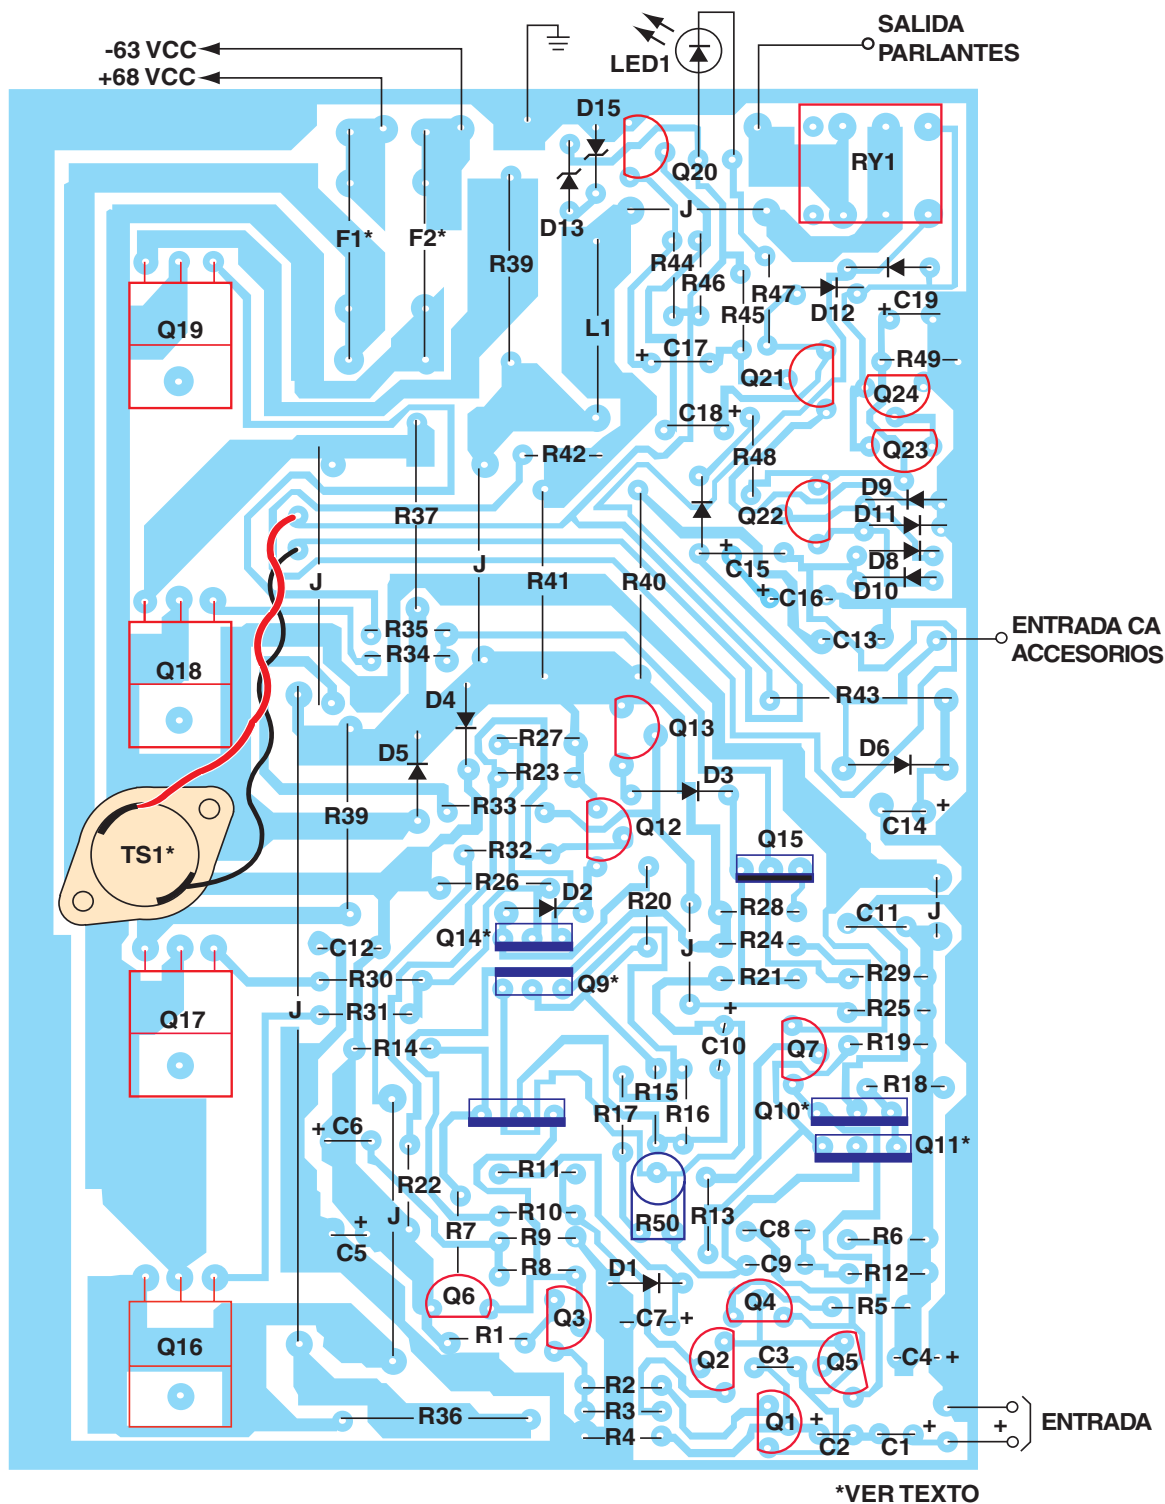 -63 VCC
+68 VCC
LED1
SALIDA
PARLANTES
D15
Q20
RY1
J
D13
F1*
F2*
R39
R44
R46
R47
R45
D12
C19
+
Q19
L1
C17
+
R49
Q21
Q24
C18 +
Q23
R42
R48
D9
R37
Q22
D11
+
C15
D8
J
J
R41
R40
D10
+
C16
R35
C13
ENTRADA CA
ACCESORIOS
R34
Q18
D4
R43
Q13
R27
D5
D6
R23
D3
R39
R33
C14
+
Q12
Q15
TS1*
R32
R26
D2
R20
R28
C11
J
Q14*
C12
R24
J
Q9*
R30
R21
R29
J
R31
+
R25
Q17
R14
C10
Q7
R19
R15
R18
R17
R16
Q10*
+
C6
Q11*
R11
R22
R10
R7
J
R50
R13
C8
R9
R6
+
C5
R8
D1
C9
R12
Q6
Q4
R5
Q3
C7
+
R1
Q16
Q2
C3
Q5
C4 +
R2
R3
R36
Q1
+
C2
C1
+
R4
+
ENTRADA
*VER TEXTO